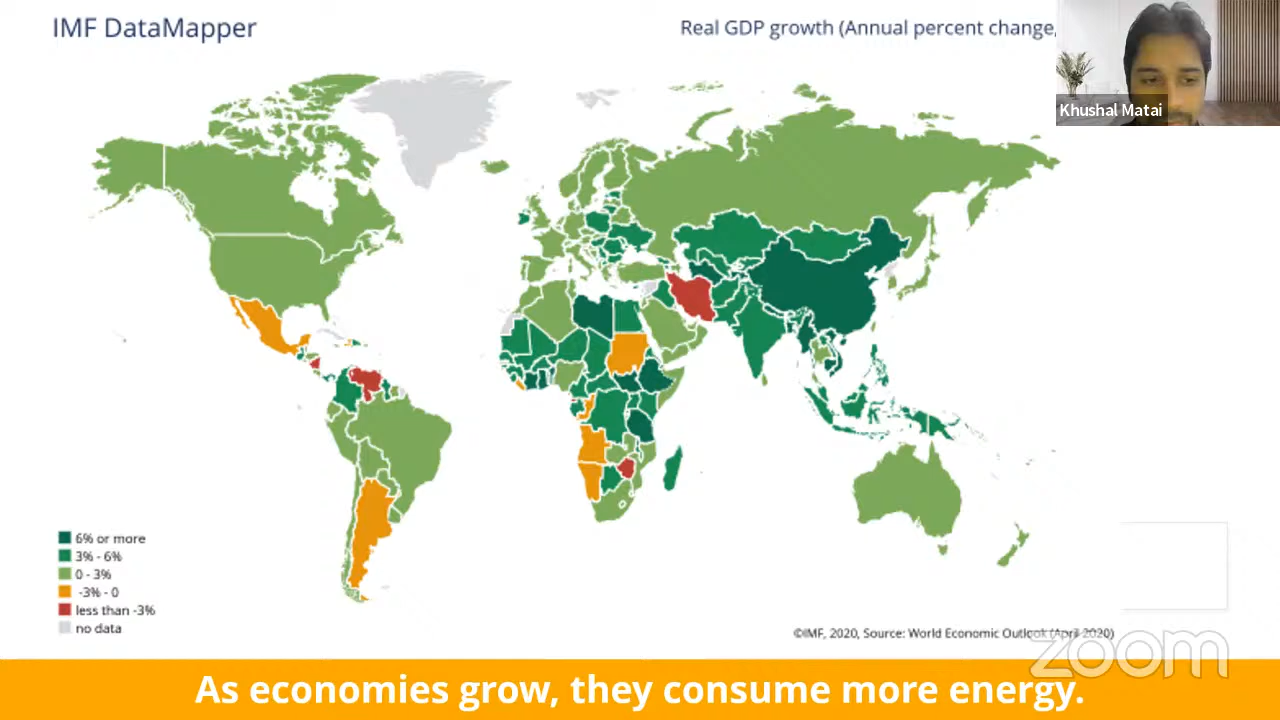 IMF DataMapper
Real GDP growth (Annual percent change,
Khushal Matai
6% or more
3% - 6%
0 - 3%
-3% - 0
less than -3%
no data
©IMF, 2020, Source: World Economic Outlook (April 2020)
zoom
As economies grow, they consume more energy.